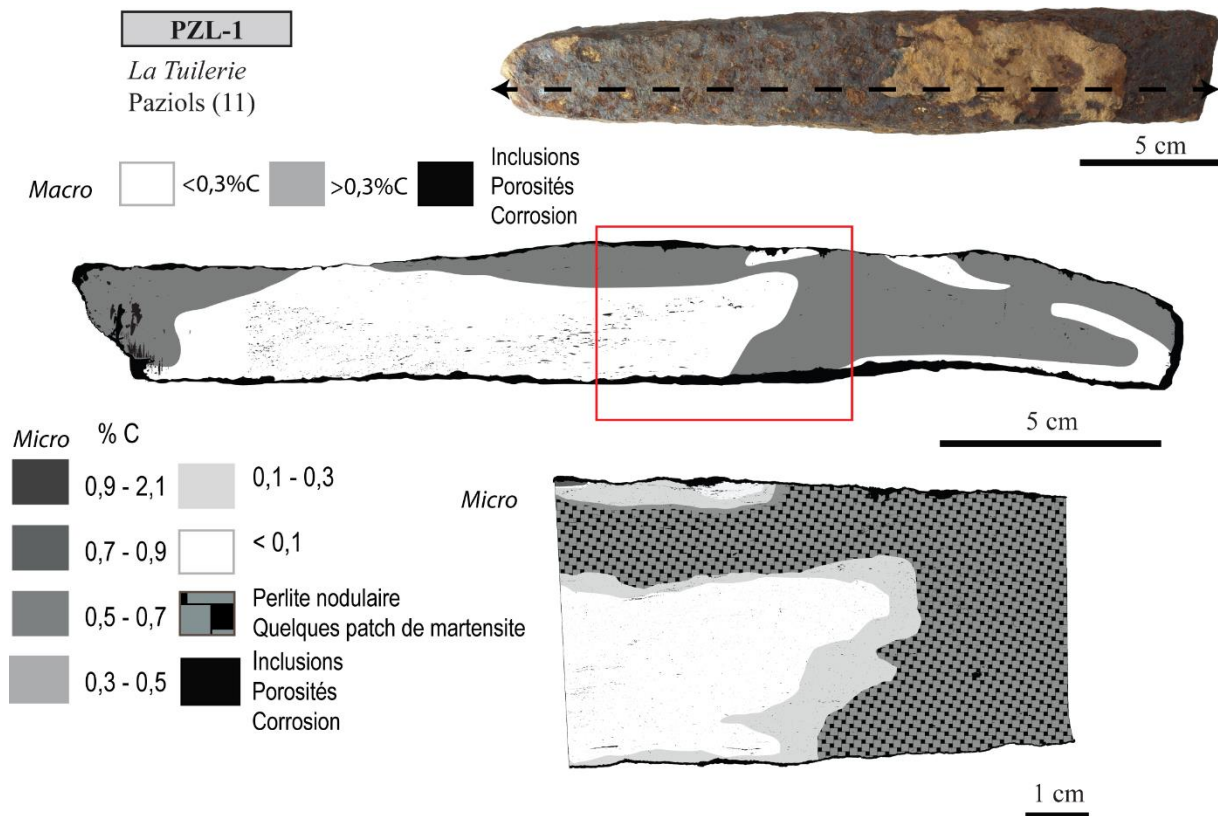 PZL-1
La Tuilerie
Paziols (11)
5 cm
Macro
<0,3%C
>0,3%C
Inclusions
Porosités
Corrosion
5 cm
Micro
% C
0,9 - 2,1
0,1 - 0,3
0,7 - 0,9
< 0,1
0,5 - 0,7
Perlite nodulaire
Quelques patch de martensite
0,3 - 0,5
Inclusions
Porosités
Corrosion
Micro
1 cm